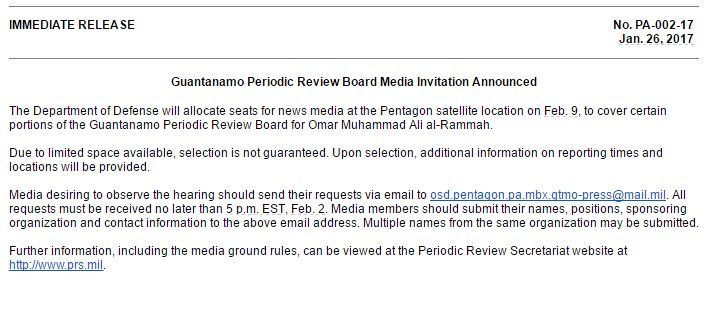 IMMEDIATE RELEASE
No. PA-002-17
Jan. 26, 2017
Guantanamo Periodic Review Board Media Invitation Announced
The Department of Defense will allocate seats for news media at the Pentagon satellite location on Feb. 9, to cover certain
portions of the Guantanamo Periodic Review Board for Omar Muhammad Ali al-Rammah.
Due to limited space available, selection is not guaranteed. Upon selection, additional information on reporting times and
locations will be provided.
Media desiring to observe the hearing should send their requests via email to osd.pentagon.pa.mbx.gtmo-press@mail.mil. All
requests must be received no later than 5 p.m. EST, Feb. 2. Media members should submit their names, positions, sponsoring
organization and contact information to the above email address. Multiple names from the same organization may be submitted.
Further information, including the media ground rules, can be viewed at the Periodic Review Secretariat website at
http://www.prs.mil.